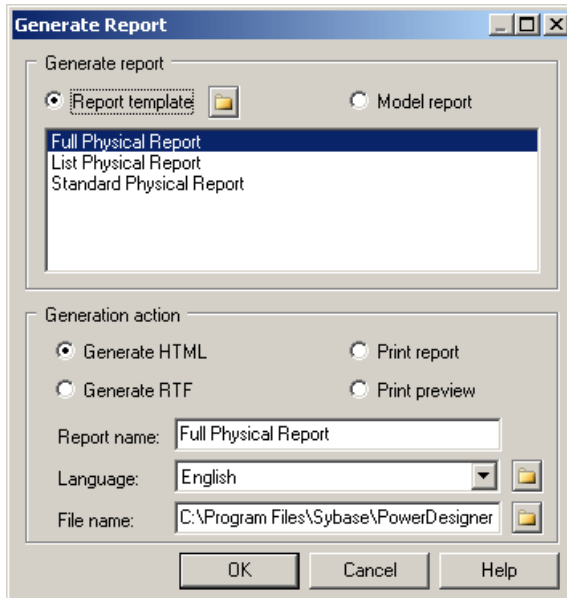 Generate Report
Generate report
Report template
Model report
Full Physical Report
List Physical Report
Standard Physical Report
Generation action
Generate HTML
Print report
Generate RTF
Print preview
Report name: Full Physical Report
Language: English
File name: C:\Program Files\Sybase\PowerDesigner
OK Cancel Help